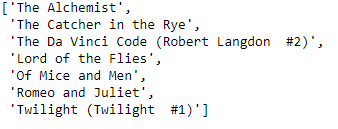 ['The Alchemist',
'The Catcher in the Rye',
'The Da Vinci Code (Robert Langdon  #2)',
'Lord of the Flies',
'Of Mice and Men',
'Romeo and Juliet',
'Twilight (Twilight  #1)']